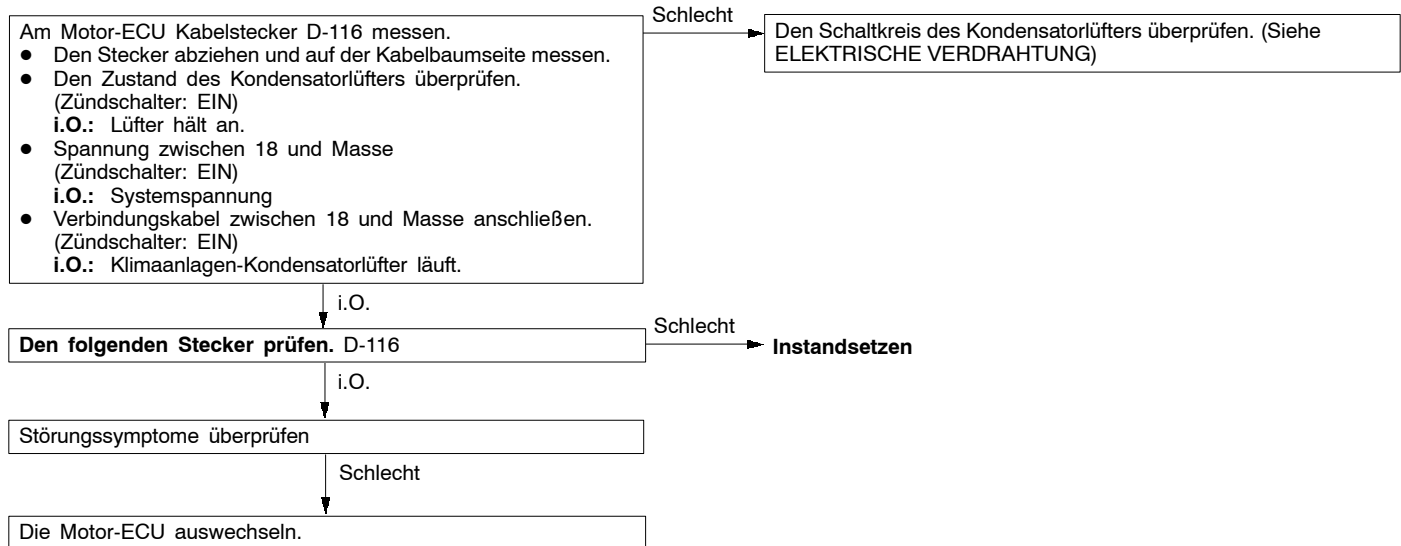 Am Motor-ECU Kabelstecker D-116 messen.
● Den Stecker abziehen und auf der Kabelbaumseite messen.
● Den Zustand des Kondensatorlüfters überprüfen.
(Zündschalter: EIN)
i.O.: Lüfter hält an.
● Spannung zwischen 18 und Masse
(Zündschalter: EIN)
i.O.: Systemspannung
● Verbindungskabel zwischen 18 und Masse anschließen.
(Zündschalter: EIN)
i.O.: Klimaanlagen-Kondensatorlüfter läuft.
Schlecht
Den Schaltkreis des Kondensatorlüfters überprüfen. (Siehe
ELEKTRISCHE VERDRAHTUNG)
i.O.
Den folgenden Stecker prüfen. D-116
Schlecht
Instandsetzen
i.O.
Störungssymptome überprüfen
Schlecht
Die Motor-ECU auswechseln.